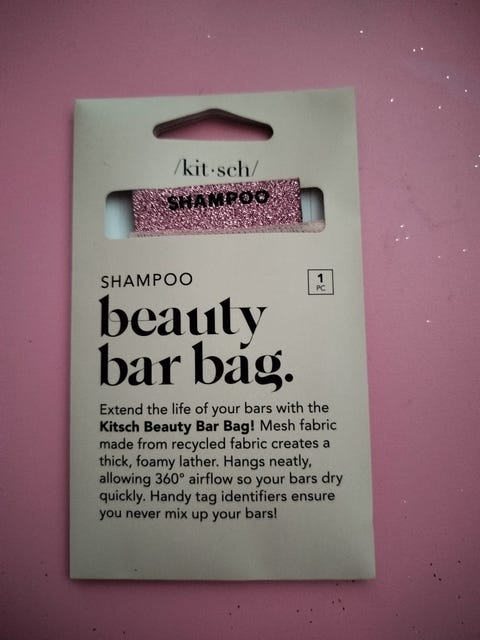 /kit·sch/
SHAMPOO
SHAMPOO
1
PC
beauty
bar bag.
Extend the life of your bars with the
Kitsch Beauty Bar Bag! Mesh fabric
made from recycled fabric creates a
thick, foamy lather. Hangs neatly,
allowing 360° airflow so your bars dry
quickly. Handy tag identifiers ensure
you never mix up your bars!